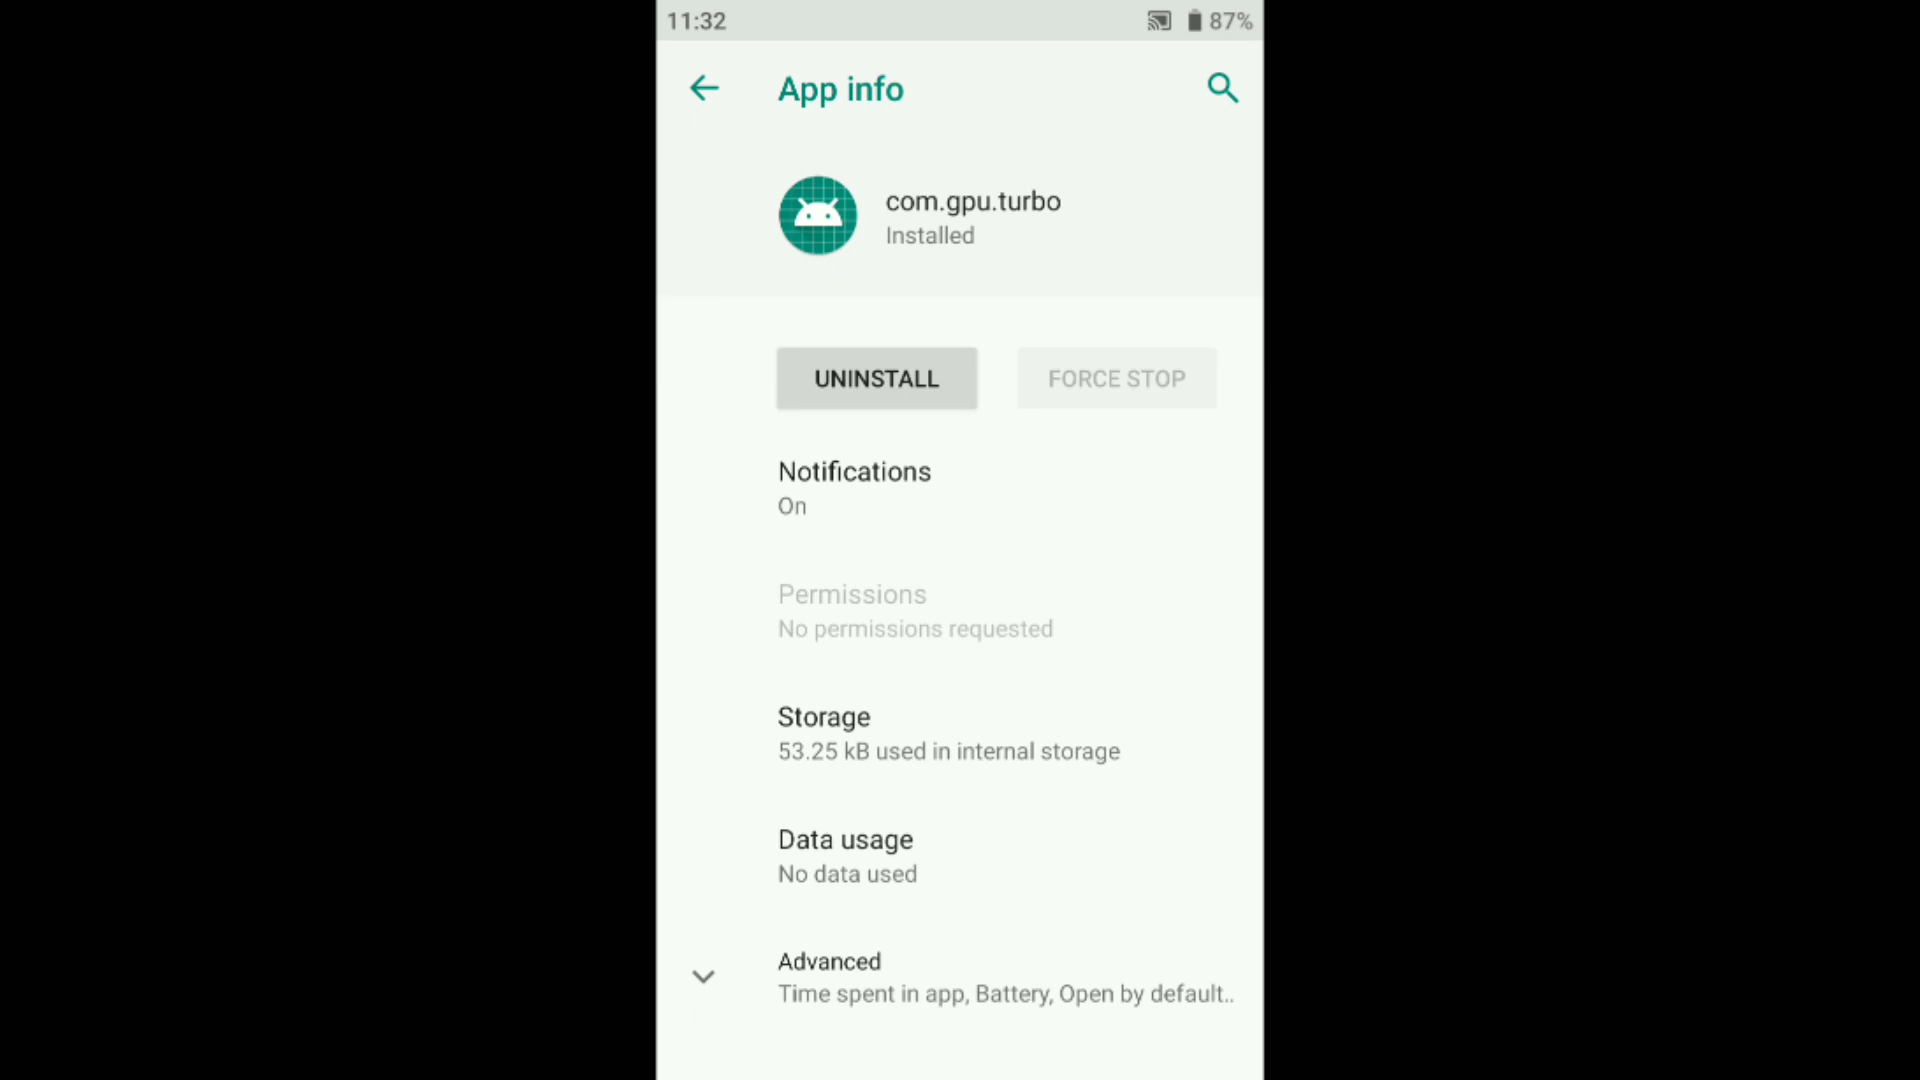 11:32
87%
App info
com.gpu.turbo
Installed
UNINSTALL
FORCE STOP
Notifications
On
Permissions
No permissions requested
Storage
53.25 kB used in internal storage
Data usage
No data used
Advanced
Time spent in app, Battery, Open by default..